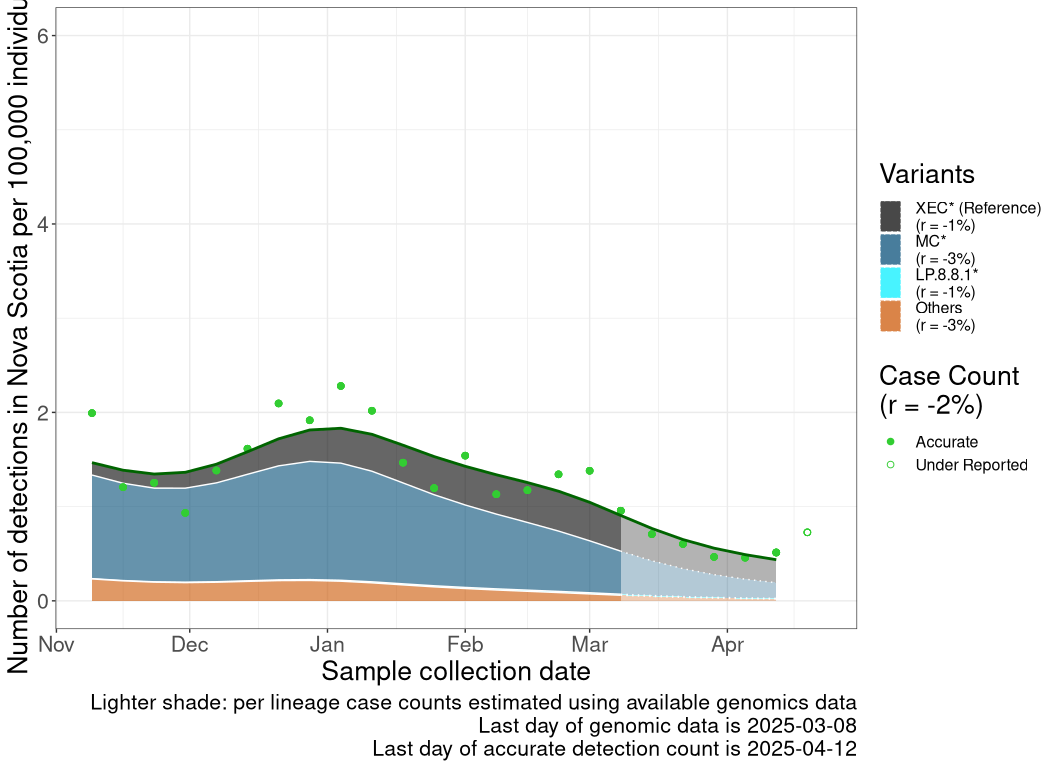 Number of detections in Nova Scotia per 100,000
6
4
2
0
Nov Dec Jan Feb Mar Apr
Sample collection date
Lighter shade: per lineage case counts estimated using available genomics data
Last day of genomic data is 2025-03-08
Last day of accurate detection count is 2025-04-12
Variants
XEC* (Reference)
(r = -1%)
MC*
(r = -3%)
LP.8.8.1*
(r = -1%)
Others
(r = -3%)
Case Count
(r = -2%)
Accurate
Under Reported